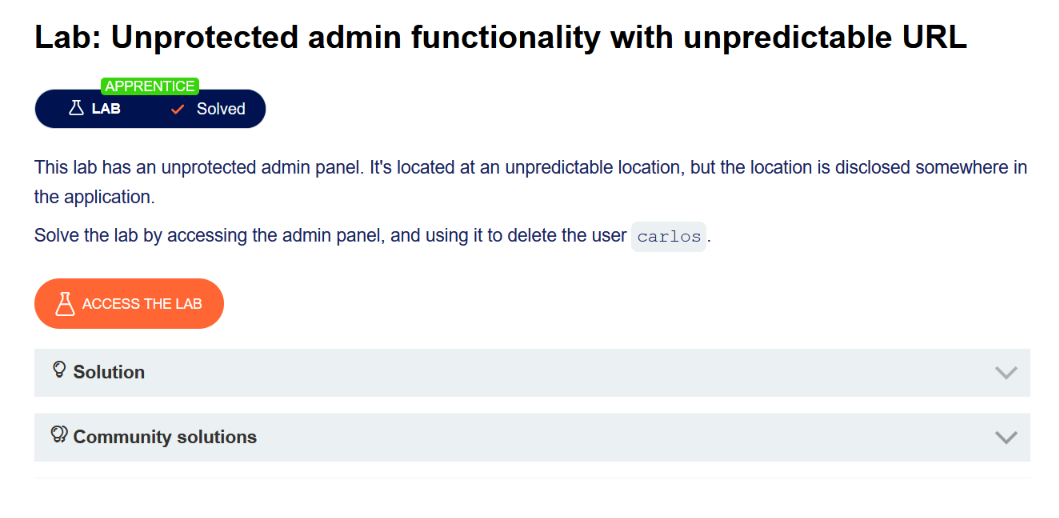 Lab: Unprotected admin functionality with unpredictable URL
APPRENTICE
LAB Solved
This lab has an unprotected admin panel. It's located at an unpredictable location, but the location is disclosed somewhere in
the application.
Solve the lab by accessing the admin panel, and using it to delete the user carlos.
ACCESS THE LAB
Solution
Community solutions